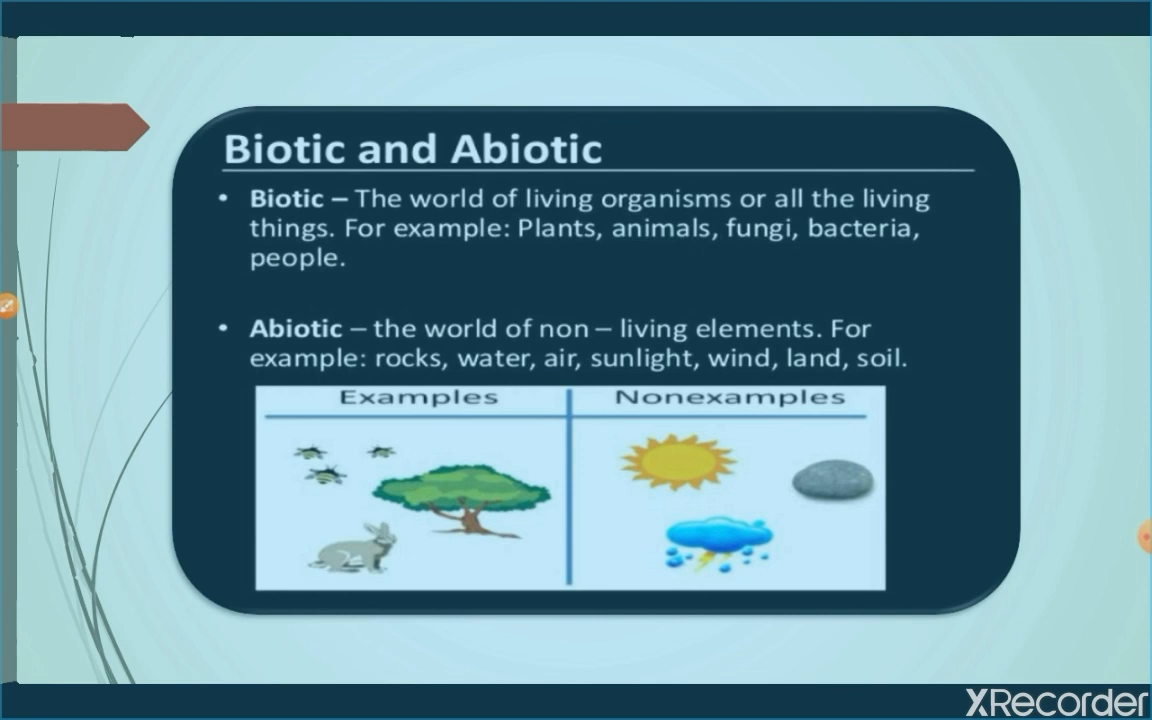 Biotic and Abiotic
• Biotic – The world of living organisms or all the living
things. For example: Plants, animals, fungi, bacteria,
people.
• Abiotic – the world of non – living elements. For
example: rocks, water, air, sunlight, wind, land, soil.
Examples
Nonexamples
XRecorder